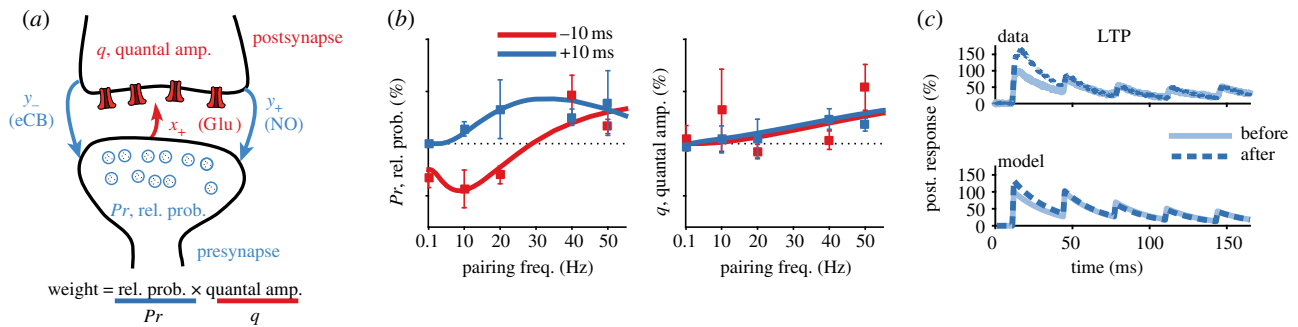 (a)
q, quantal amp.
postsynapse
y–
(eCB)
x+
(Glu)
y+
(NO)
Pr, rel. prob.
presynapse
weight = rel. prob. × quantal amp.
Pr
q
(b)
–10 ms
+10 ms
Pr, rel. prob. (%)
0.1 10 20 30 40 50
pairing freq. (Hz)
q, quantal amp. (%)
0.1 10 20 30 40 50
pairing freq. (Hz)
(c)
data
LTP
150
100
50
0
before
after
post. response (%)
model
150
100
50
0
0 50 100 150
time (ms)